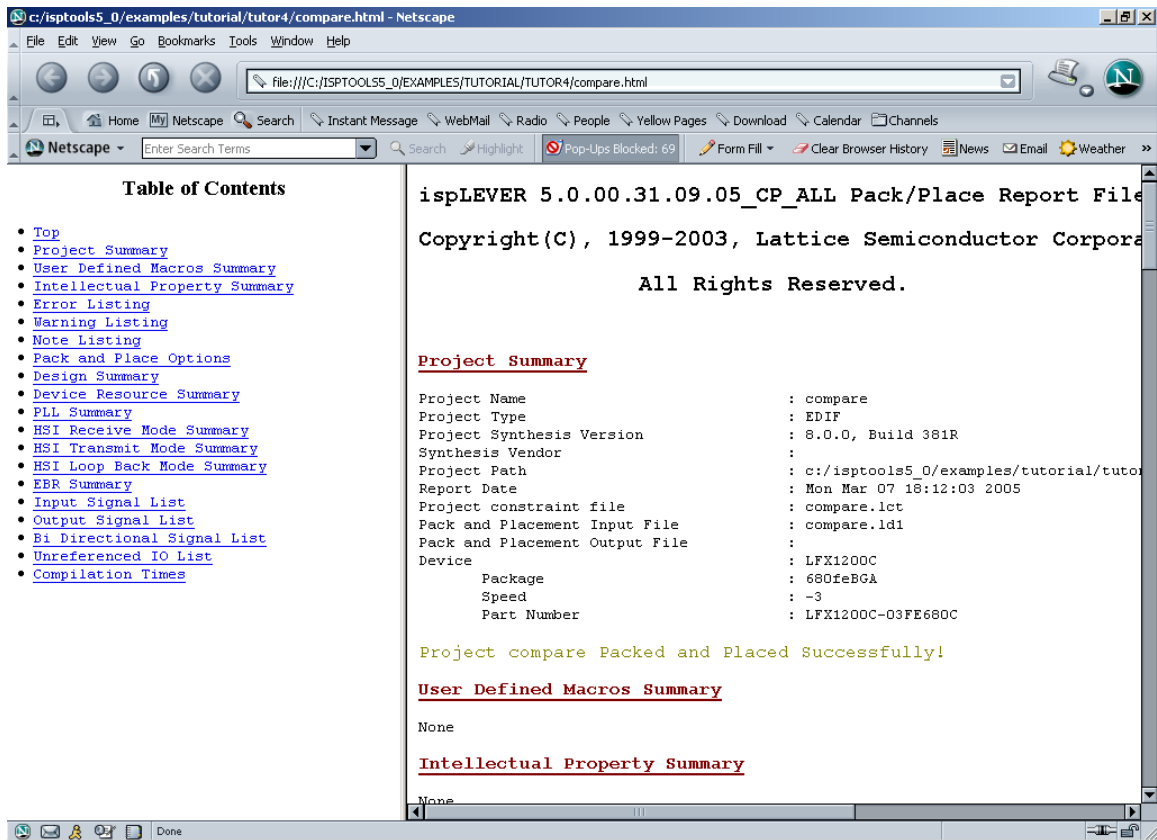 c:/isptools5_0/examples/tutorial/tutor4/compare.html - Netscape
File Edit View Go Bookmarks Tools Window Help
file:///C:/ISPTOOLS5_0/EXAMPLES/TUTORIAL/TUTOR4/compare.html
N
Home My Netscape Search Instant Message WebMail Radio People Yellow Pages Download Calendar Channels
Netscape Enter Search Terms Search Highlight Pop-Ups Blocked: 69 Form Fill Clear Browser History News Email Weather »
Table of Contents
• Top
• Project Summary
• User Defined Macros Summary
• Intellectual Property Summary
• Error Listing
• Warning Listing
• Note Listing
• Pack and Place Options
• Design Summary
• Device Resource Summary
• PLL Summary
• HSI Receive Mode Summary
• HSI Transmit Mode Summary
• HSI Loop Back Mode Summary
• EBR Summary
• Input Signal List
• Output Signal List
• Bi Directional Signal List
• Unreferenced IO List
• Compilation Times
ispLEVER 5.0.00.31.09.05_CP_ALL Pack/Place Report File
Copyright(C), 1999-2003, Lattice Semiconductor Corpora
All Rights Reserved.
Project Summary
Project Name : compare
Project Type : EDIF
Project Synthesis Version : 8.0.0, Build 381R
Synthesis Vendor :
Project Path : c:/isptools5_0/examples/tutorial/tutor
Report Date : Mon Mar 07 18:12:03 2005
Project constraint file : compare.lct
Pack and Placement Input File : compare.ld1
Pack and Placement Output File :
Device : LFX1200C
Package : 680feBGA
Speed : -3
Part Number : LFX1200C-03FE680C
Project compare Packed and Placed Successfully!
User Defined Macros Summary
None
Intellectual Property Summary
None
Done